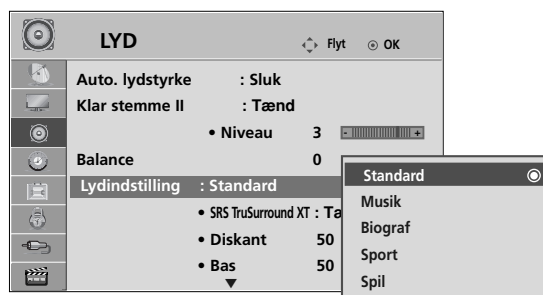 LYD
Flyt OK
Auto. lydstyrke : Sluk
Klar stemme II : Tænd
• Niveau 3 - +
Balance 0
Lydindstilling : Standard
• SRS TruSurround XT : Ta
• Diskant 50
• Bas 50
Standard
Musik
Biograf
Sport
Spil